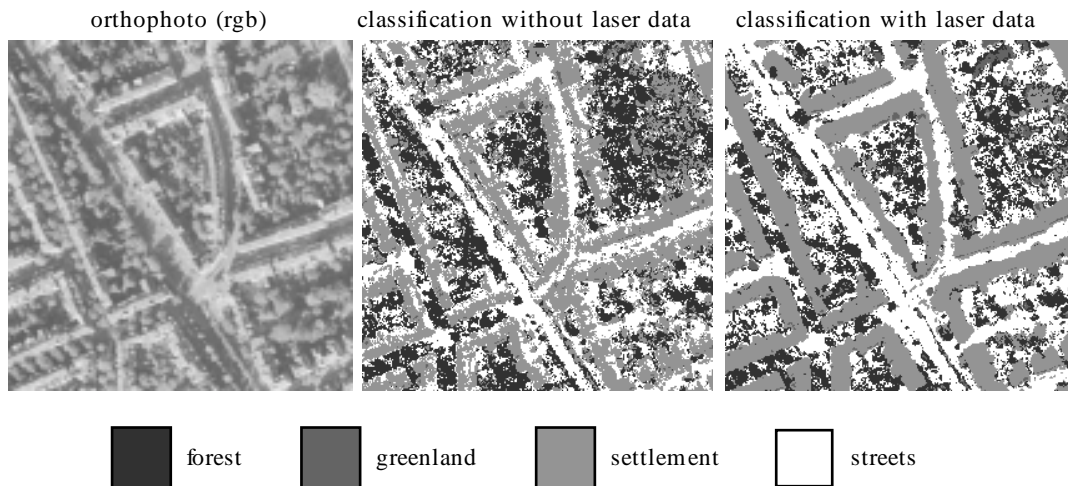 orthophoto (rgb)
classification without laser data
classification with laser data
forest
greenland
settlement
streets